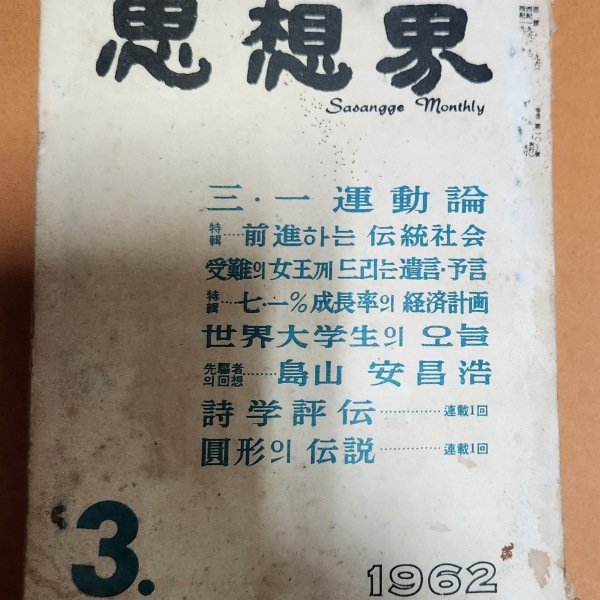 思想界
Sasangge Monthly
三·一 運動論
特輯……前進하는 伝統社会
受難의 女王께 드리는 遺言·予言
特輯……七·一%成長率의 経済計画
世界大学生의 오늘
先驅者의 回想………島山 安昌浩
詩学評伝……………連載1回
圓形의 伝説……………連載1回
3.
1962